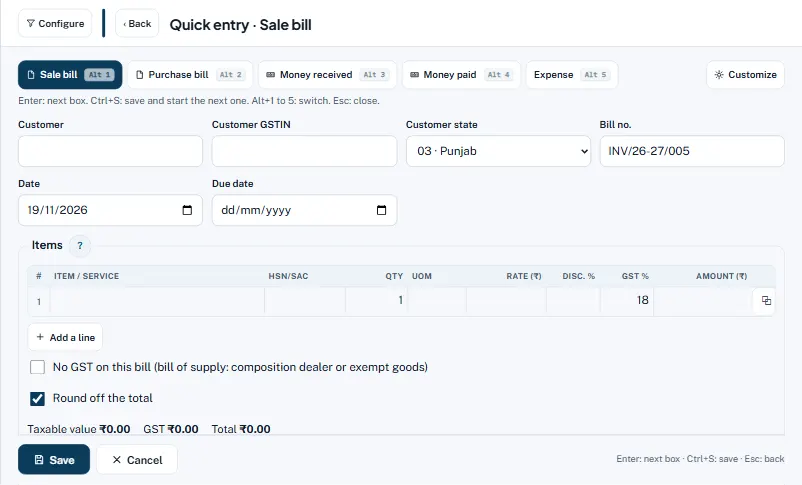 Configure ‹ Back Quick entry · Sale bill
Sale bill Alt 1 Purchase bill Alt 2 Money received Alt 3 Money paid Alt 4 Expense Alt 5 Customize
Enter: next box. Ctrl+S: save and start the next one. Alt+1 to 5: switch. Esc: close.
Customer Customer GSTIN Customer state Bill no.
03 · Punjab INV/26-27/005
Date Due date
19/11/2026 dd/mm/yyyy
Items ?
# ITEM / SERVICE HSN/SAC QTY UOM RATE (₹) DISC. % GST % AMOUNT (₹)
1 1 18
+ Add a line
No GST on this bill (bill of supply: composition dealer or exempt goods)
Round off the total
Taxable value ₹0.00 GST ₹0.00 Total ₹0.00
Save Cancel Enter: next box · Ctrl+S: save · Esc: back